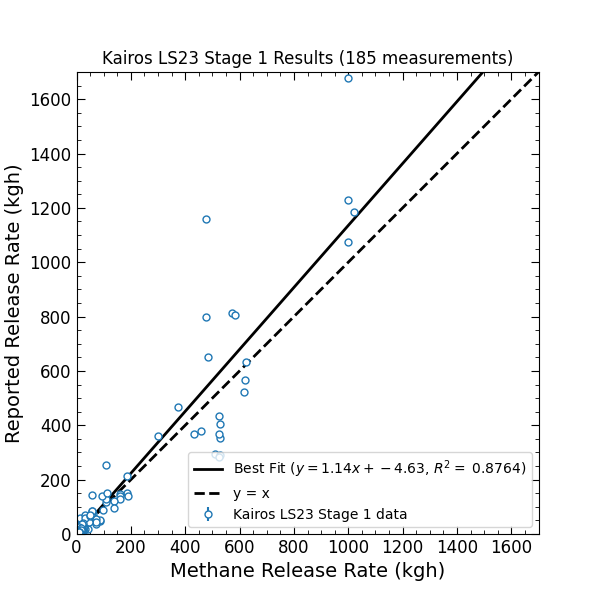 Kairos LS23 Stage 1 Results (185 measurements)
Reported Release Rate (kgh)
1600
1400
1200
1000
800
600
400
200
0
Best Fit (y = 1.14x + −4.63, R² = 0.8764)
y = x
Kairos LS23 Stage 1 data
0 200 400 600 800 1000 1200 1400 1600
Methane Release Rate (kgh)